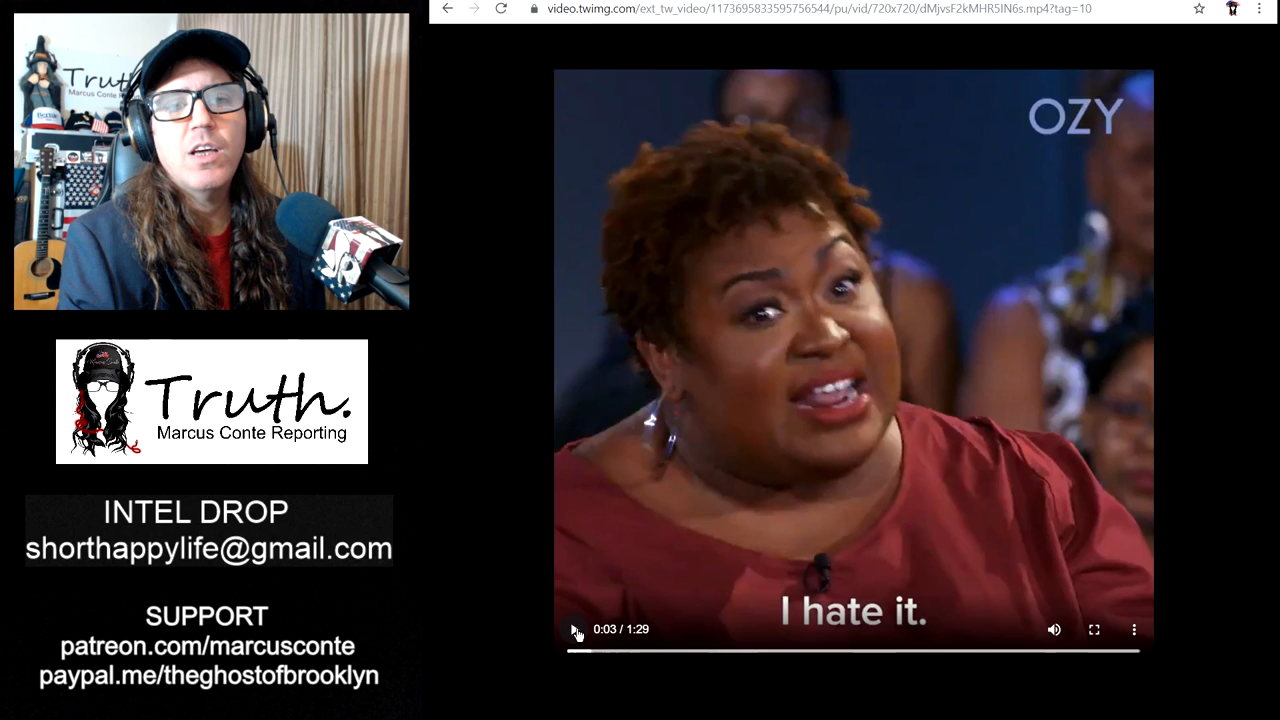 video.twimg.com/ext_tw_video/1173695833595756544/pu/vid/720x720/dMjvsF2kMHR5IN6s.mp4?tag=10
Truth.
Marcus Conte
OZY
Truth.
Marcus Conte Reporting
INTEL DROP
shorthappylife@gmail.com
SUPPORT
patreon.com/marcusconte
paypal.me/theghostofbrooklyn
I hate it.
0:03 / 1:29